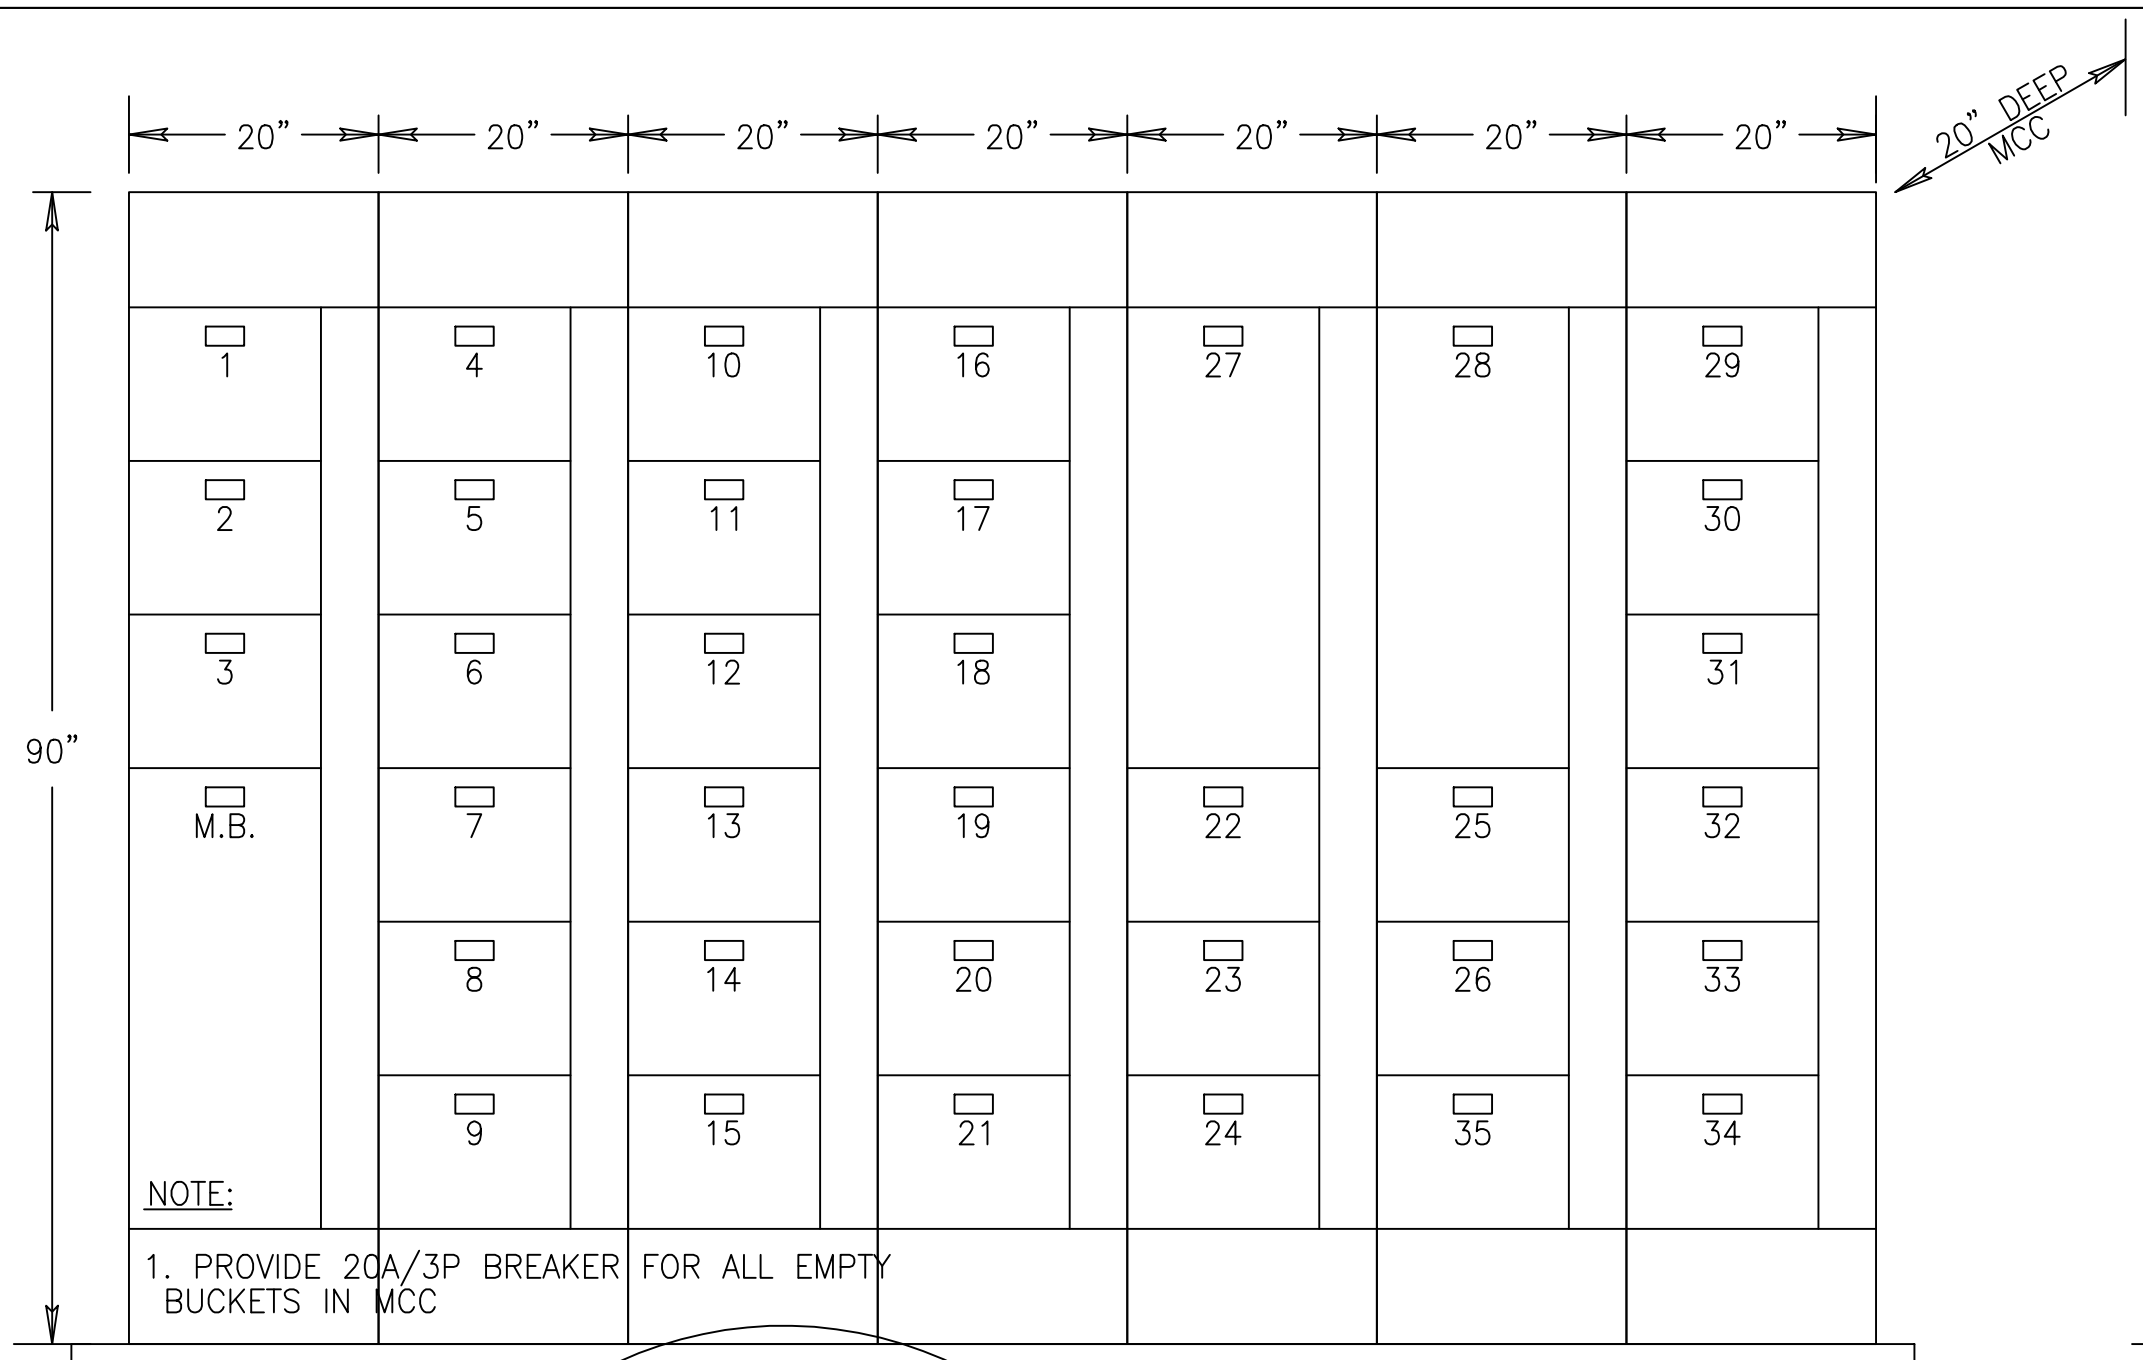 20" 20" 20" 20" 20" 20" 20"
20" DEEP
MCC
90"
1 4 10 16 27 28 29
2 5 11 17 30
3 6 12 18 31
M.B. 7 13 19 22 25 32
8 14 20 23 26 33
9 15 21 24 35 34
NOTE:
1. PROVIDE 20A/3P BREAKER FOR ALL EMPTY
BUCKETS IN MCC